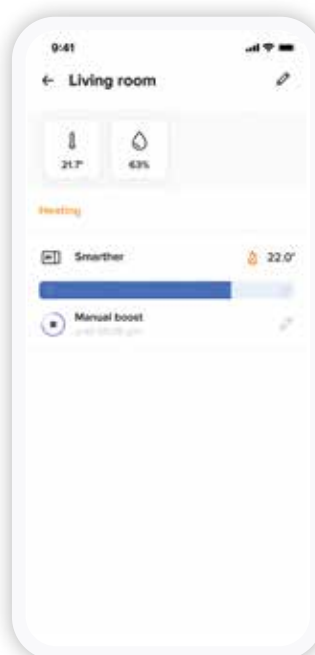 9:41
Living room
21.7° 63%
Heating
Smarther 22.0°
Manual boost